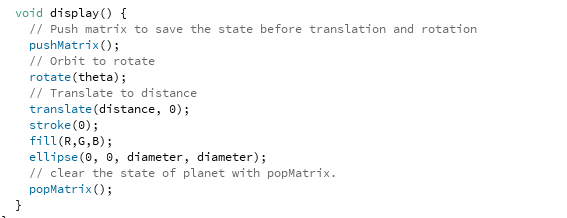 void display() {
// Push matrix to save the state before translation and rotation
pushMatrix();
// Orbit to rotate
rotate(theta);
// Translate to distance
translate(distance, 0);
stroke(0);
fill(R,G,B);
ellipse(0, 0, diameter, diameter);
// clear the state of planet with popMatrix.
popMatrix();
}